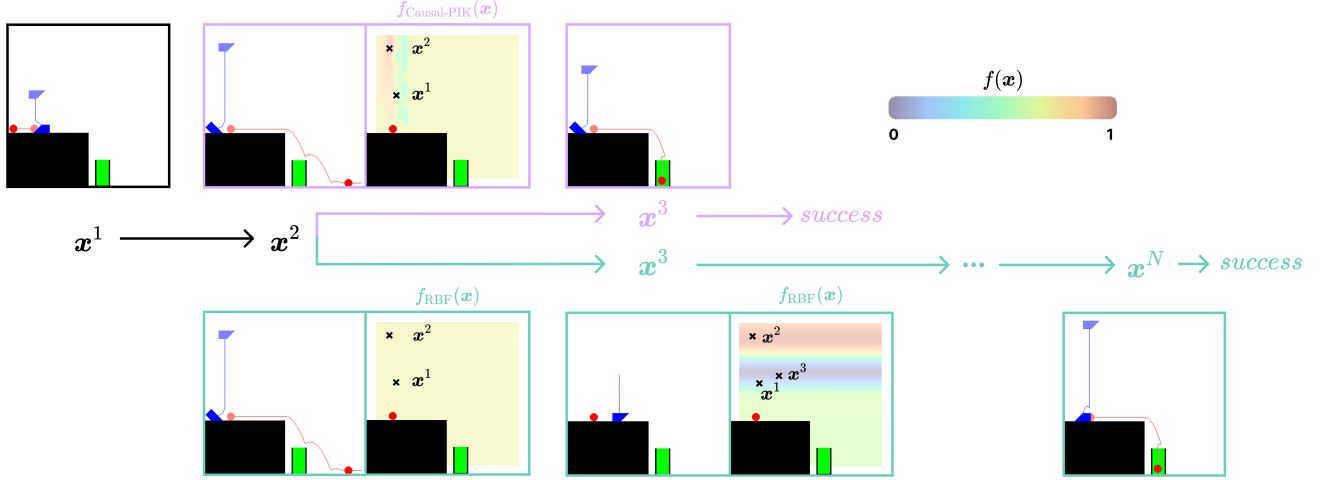 f_Causal-PIK(x)
x^2
x^1
f(x)
0
1
x^1
x^2
x^3
success
x^3
...
x^N
success
f_RBF(x)
f_RBF(x)
x^2
x^1
x^2
x^3
x^1